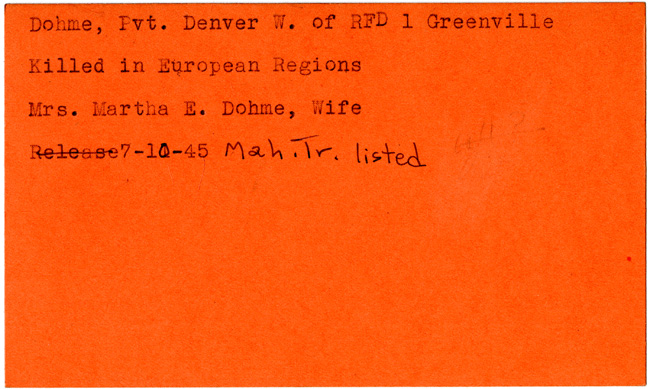 Dohme, Pvt. Denver W. of RFD 1 Greenville
Killed in European Regions
Mrs. Martha E. Dohme, Wife
Release 7-10-45 Mah. Tr. listed